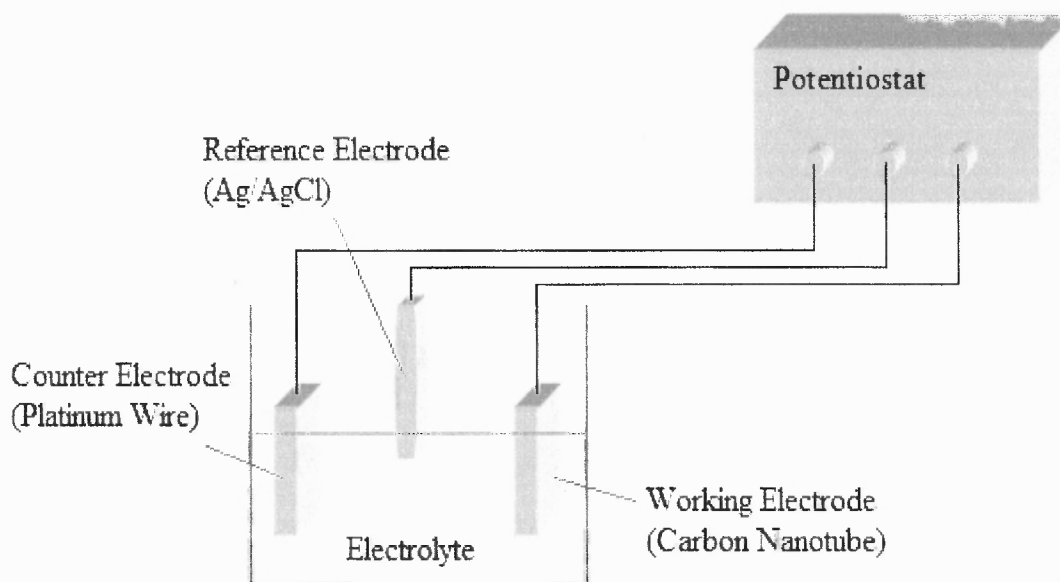 Potentiostat
Reference Electrode
(Ag/AgCl)
Counter Electrode
(Platinum Wire)
Working Electrode
(Carbon Nanotube)
Electrolyte